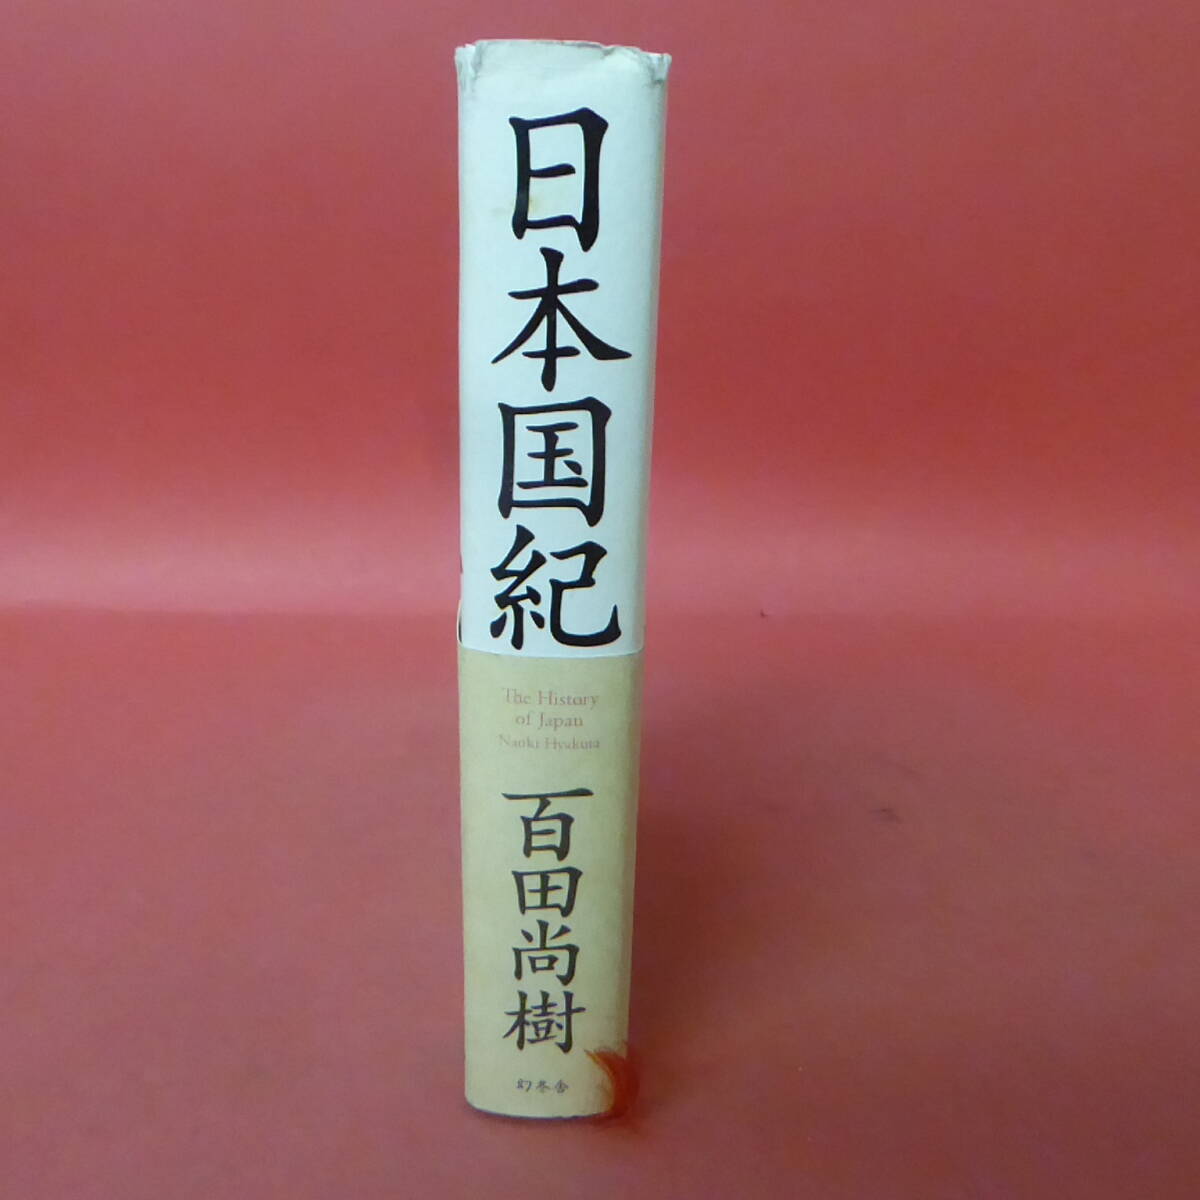 日本国紀
The History
of Japan
Naoki Hyakuta
百田尚樹
幻冬舎